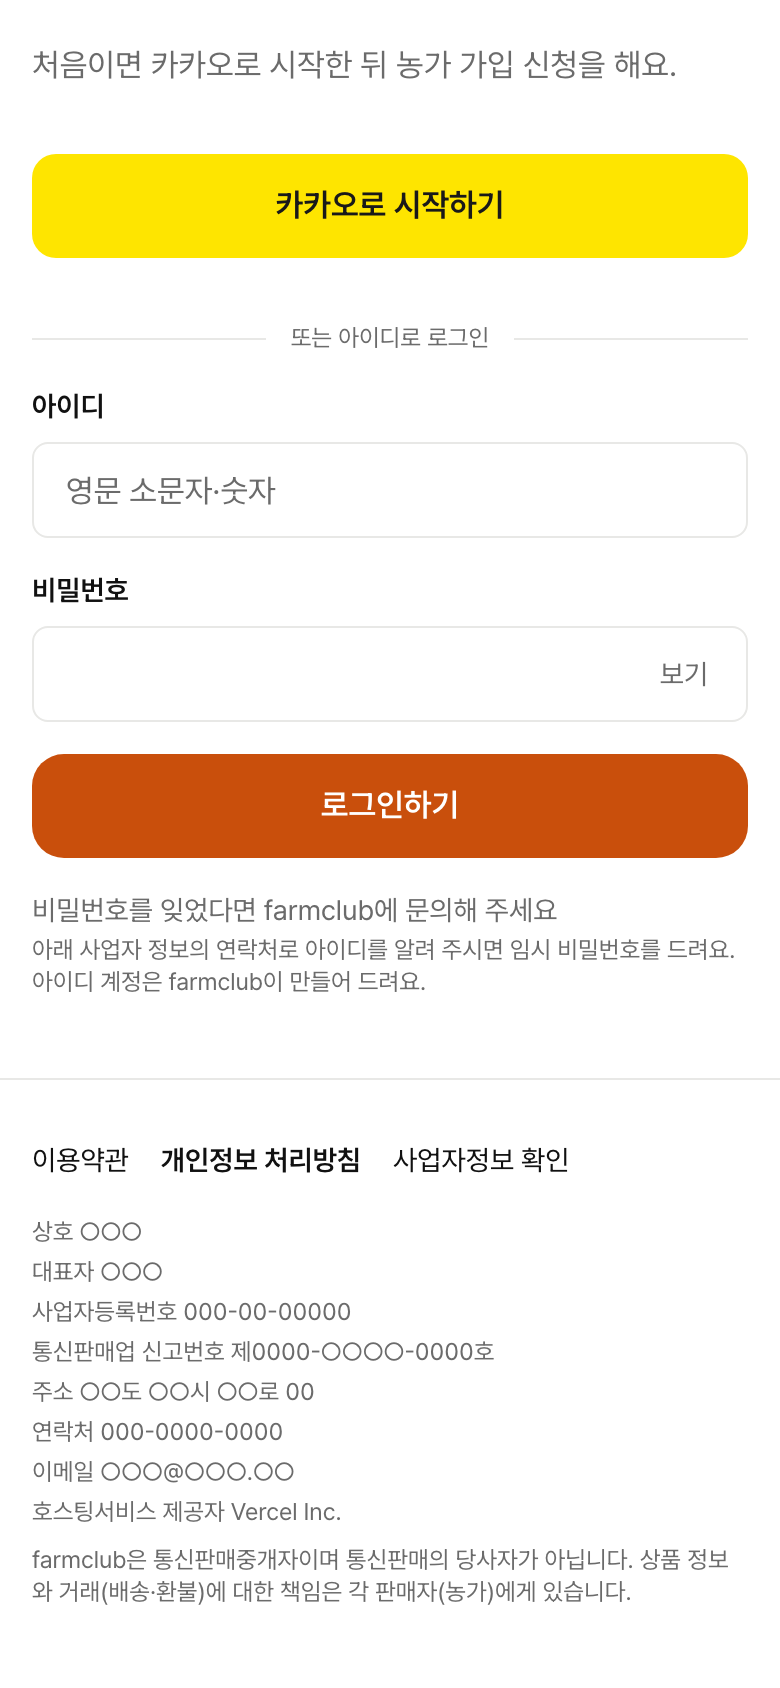 처음이면 카카오로 시작한 뒤 농가 가입 신청을 해요.
카카오로 시작하기
또는 아이디로 로그인
아이디
영문 소문자·숫자
비밀번호
보기
로그인하기
비밀번호를 잊었다면 farmclub에 문의해 주세요
아래 사업자 정보의 연락처로 아이디를 알려 주시면 임시 비밀번호를 드려요.
아이디 계정은 farmclub이 만들어 드려요.
이용약관 개인정보 처리방침 사업자정보 확인
상호 〇〇〇
대표자 〇〇〇
사업자등록번호 000-00-00000
통신판매업 신고번호 제0000-〇〇〇〇-0000호
주소 〇〇도 〇〇시 〇〇로 00
연락처 000-0000-0000
이메일 〇〇〇@〇〇〇.〇〇
호스팅서비스 제공자 Vercel Inc.
farmclub은 통신판매중개자이며 통신판매의 당사자가 아닙니다. 상품 정보
와 거래(배송·환불)에 대한 책임은 각 판매자(농가)에게 있습니다.